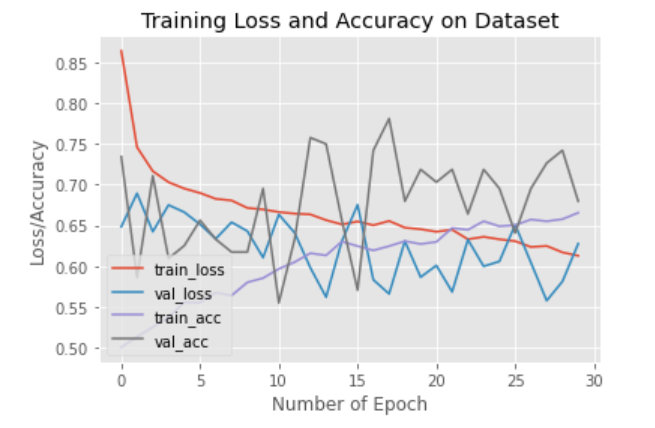 Training Loss and Accuracy on Dataset
Loss/Accuracy
0.85
0.80
0.75
0.70
0.65
0.60
0.55
0.50
train_loss
val_loss
train_acc
val_acc
0 5 10 15 20 25 30
Number of Epoch